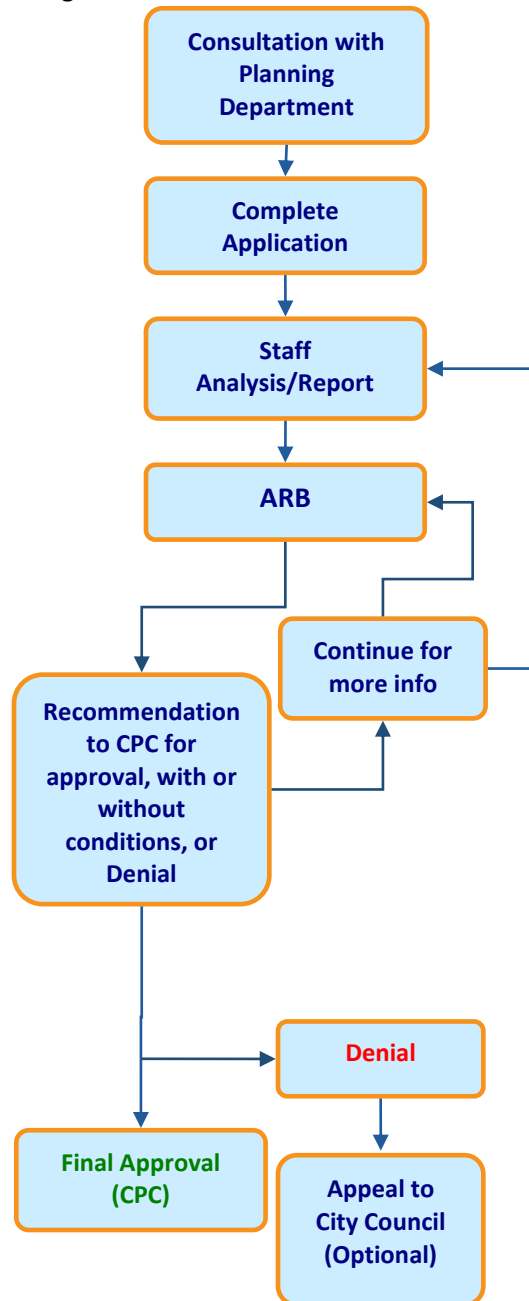 Consultation with
Planning
Department
Complete
Application
Staff
Analysis/Report
ARB
Continue for
more info
Recommendation
to CPC for
approval, with or
without
conditions, or
Denial
Denial
Final Approval
(CPC)
Appeal to
City Council
(Optional)